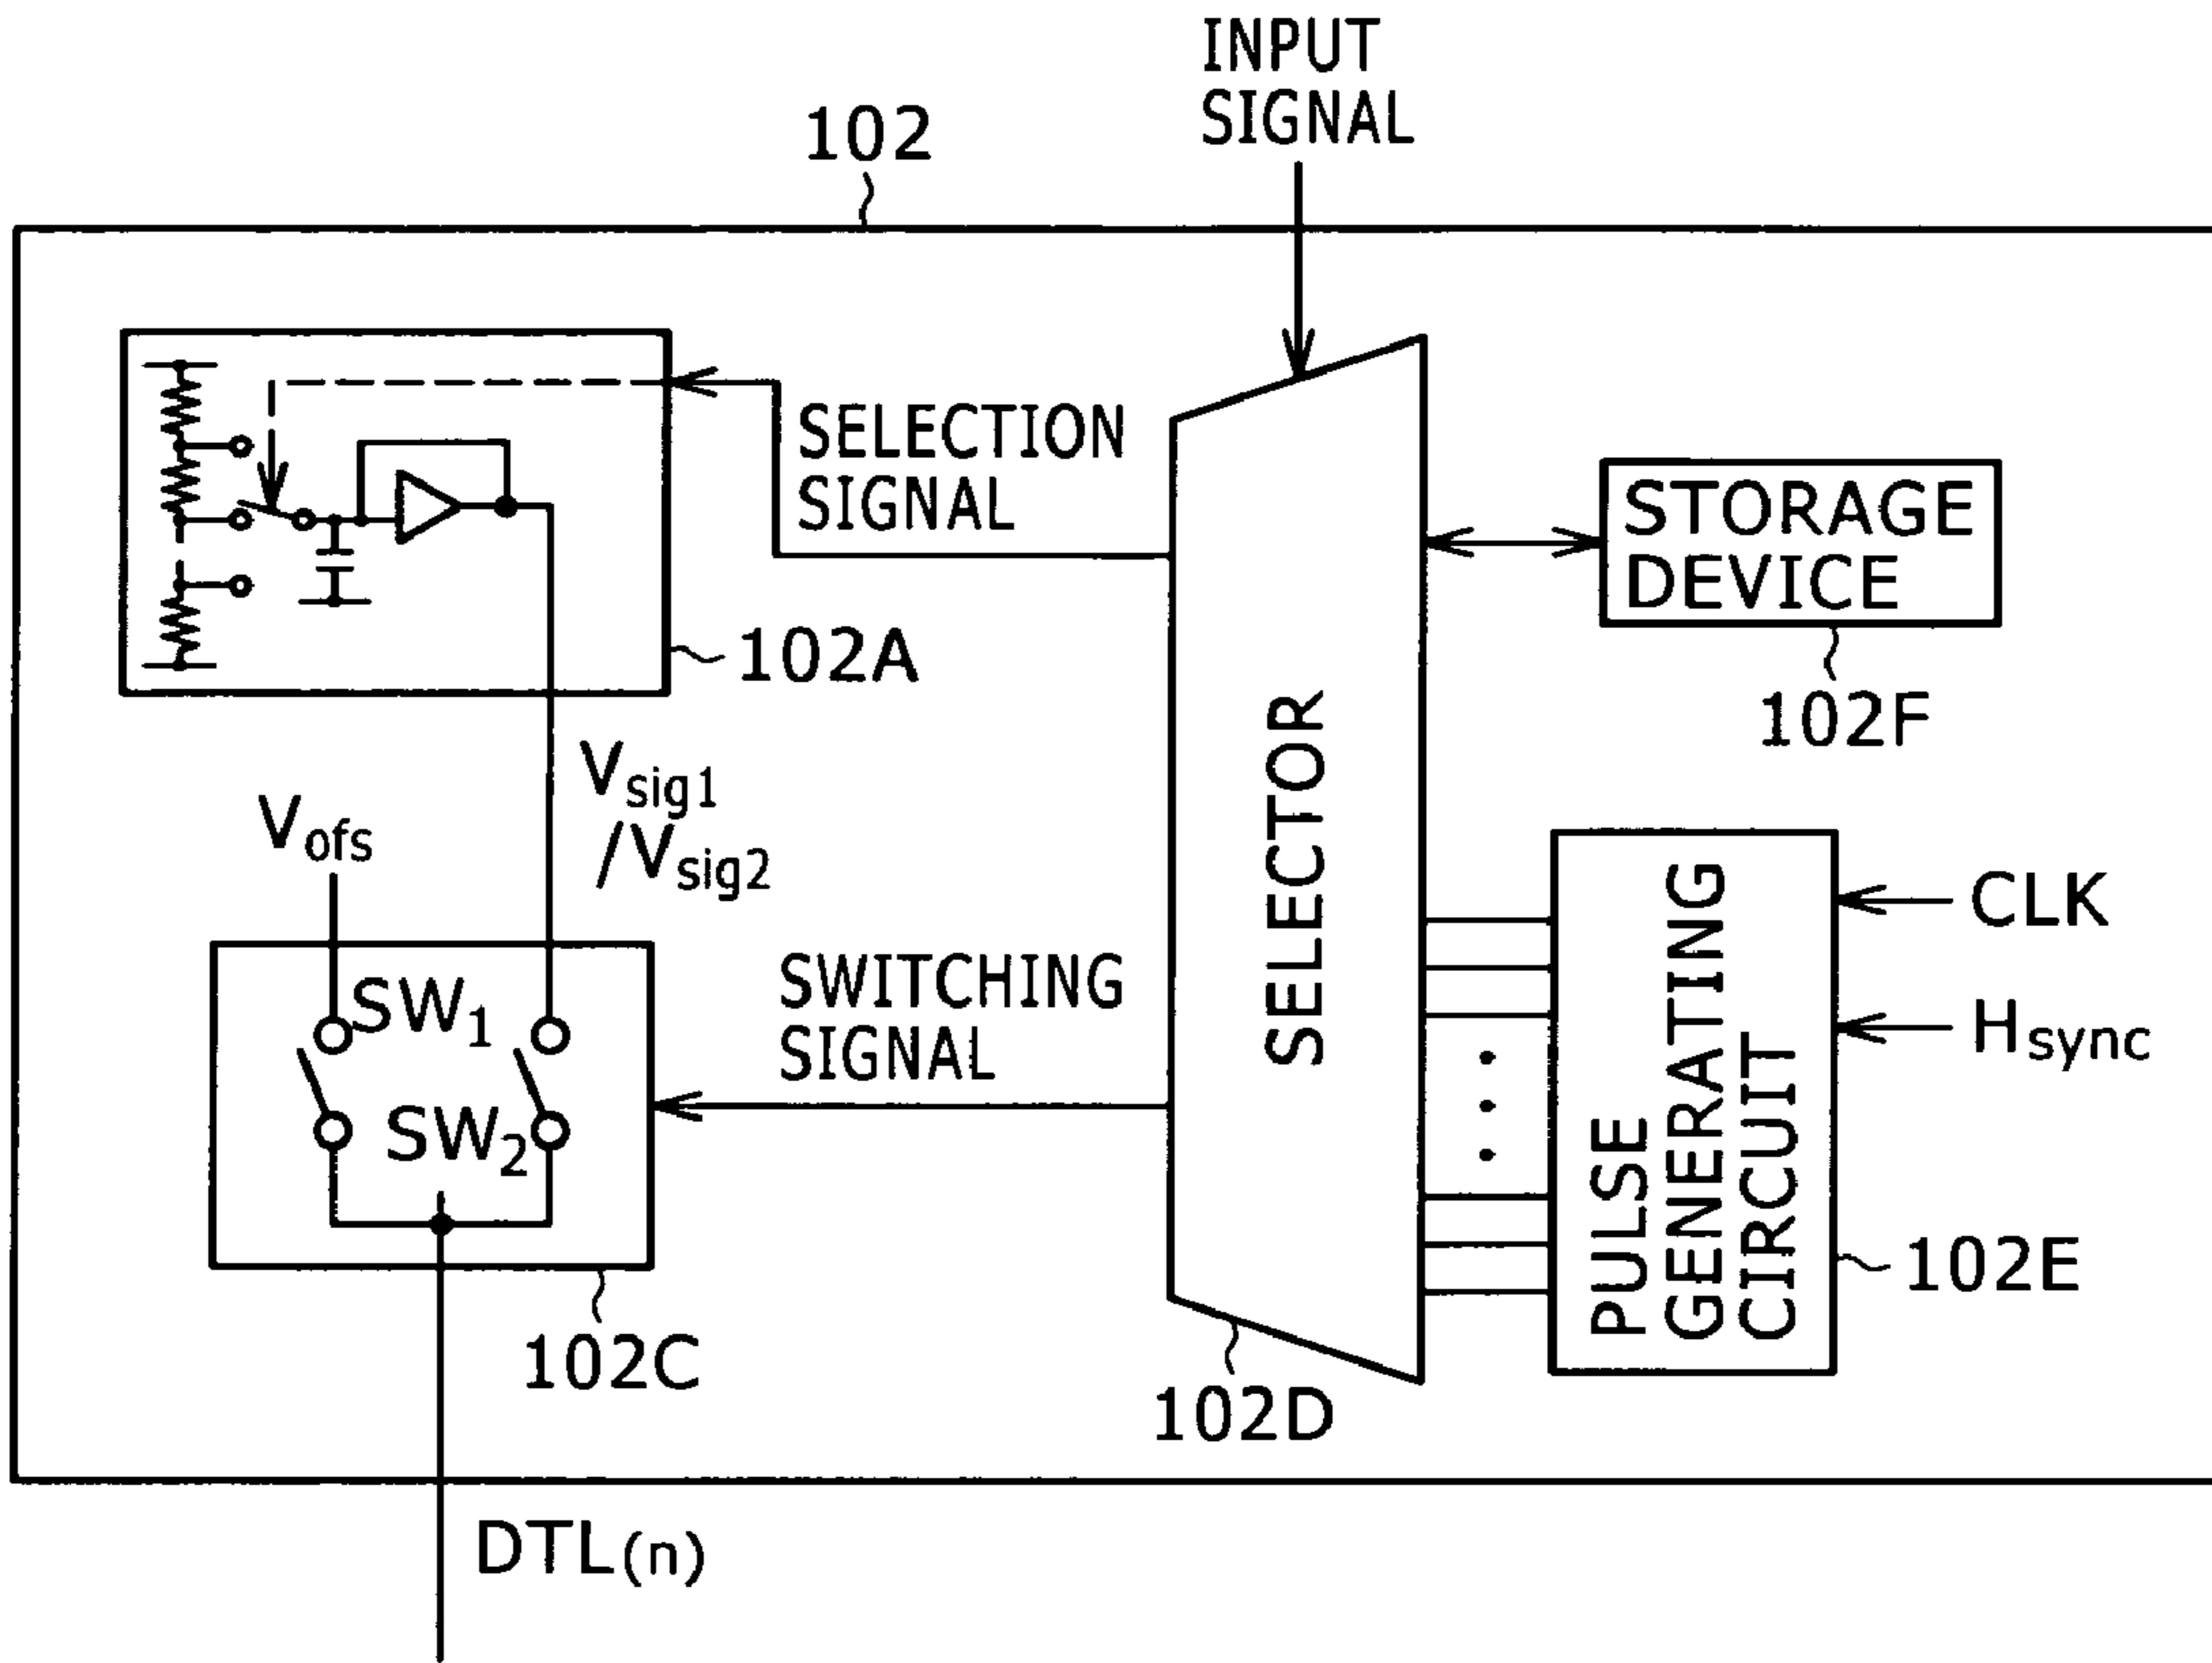 INPUT
SIGNAL
102
SELECTION
SIGNAL
STORAGE
DEVICE
102A
102F
Vsig1
/Vsig2
Vofs
SELECTOR
PULSE
GENERATING
CIRCUIT
CLK
Hsync
SW1
SW2
SWITCHING
SIGNAL
102E
102C
102D
DTL(n)